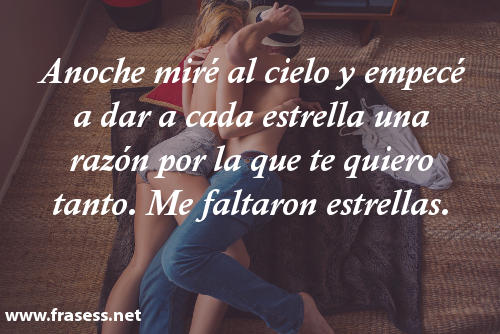 Anoche miré al cielo y empecé
a dar a cada estrella una
razón por la que te quiero
tanto. Me faltaron estrellas.
www.frasess.net